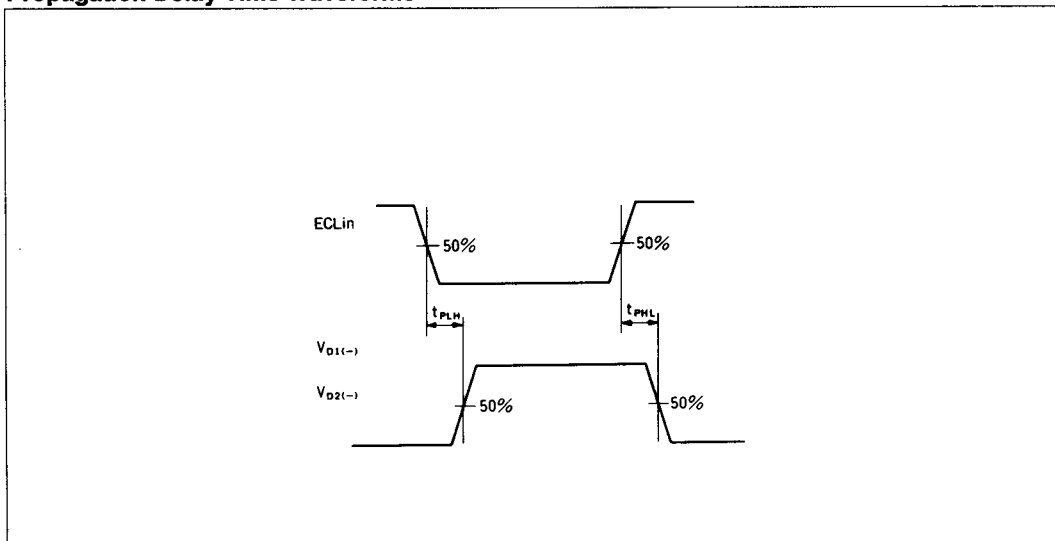 Propagation Delay Time Waveforms
ECLin
50%
50%
tPLH
tPHL
VD1(−)
VD2(−)
50%
50%